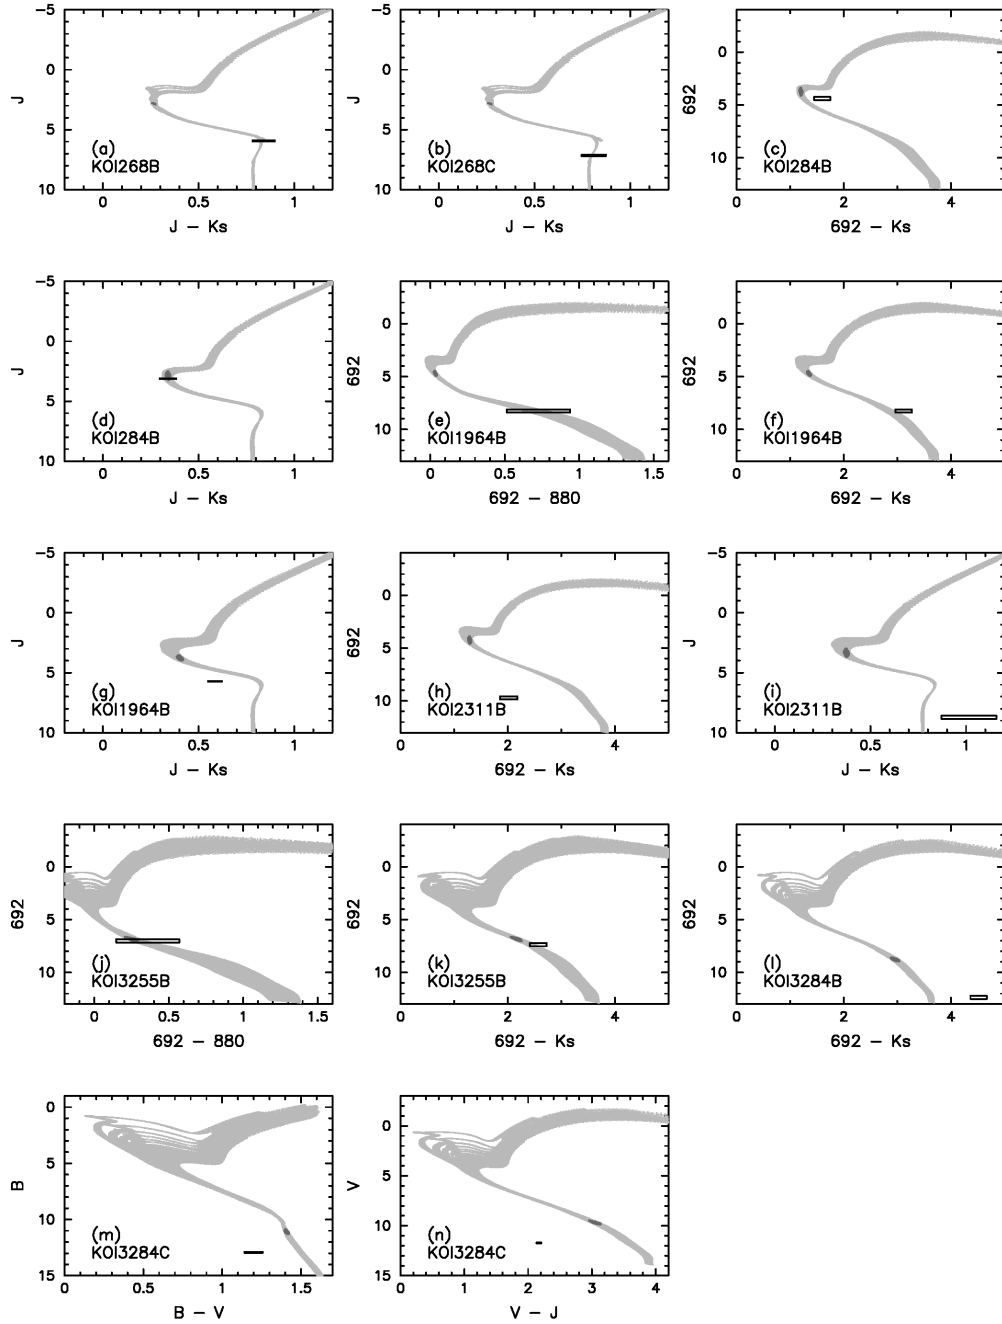 -5
0
5
10
J
(a)
KOI268B
0
0.5
1
J – Ks
-5
0
5
10
J
(b)
KOI268C
0
0.5
1
J – Ks
0
5
10
692
(c)
KOI284B
0
2
4
692 – Ks
-5
0
5
10
J
(d)
KOI284B
0
0.5
1
J – Ks
0
5
10
692
(e)
KOI1964B
0
0.5
1
1.5
692 – 880
0
5
10
692
(f)
KOI1964B
0
2
4
692 – Ks
-5
0
5
10
J
(g)
KOI1964B
0
0.5
1
J – Ks
0
5
10
692
(h)
KOI2311B
0
2
4
692 – Ks
-5
0
5
10
J
(i)
KOI2311B
0
0.5
1
J – Ks
0
5
10
692
(j)
KOI3255B
0
0.5
1
1.5
692 – 880
0
5
10
692
(k)
KOI3255B
0
2
4
692 – Ks
0
5
10
692
(l)
KOI3284B
0
2
4
692 – Ks
0
5
10
15
B
(m)
KOI3284C
0
0.5
1
1.5
B – V
0
5
10
15
V
(n)
KOI3284C
0
1
2
3
4
V – J